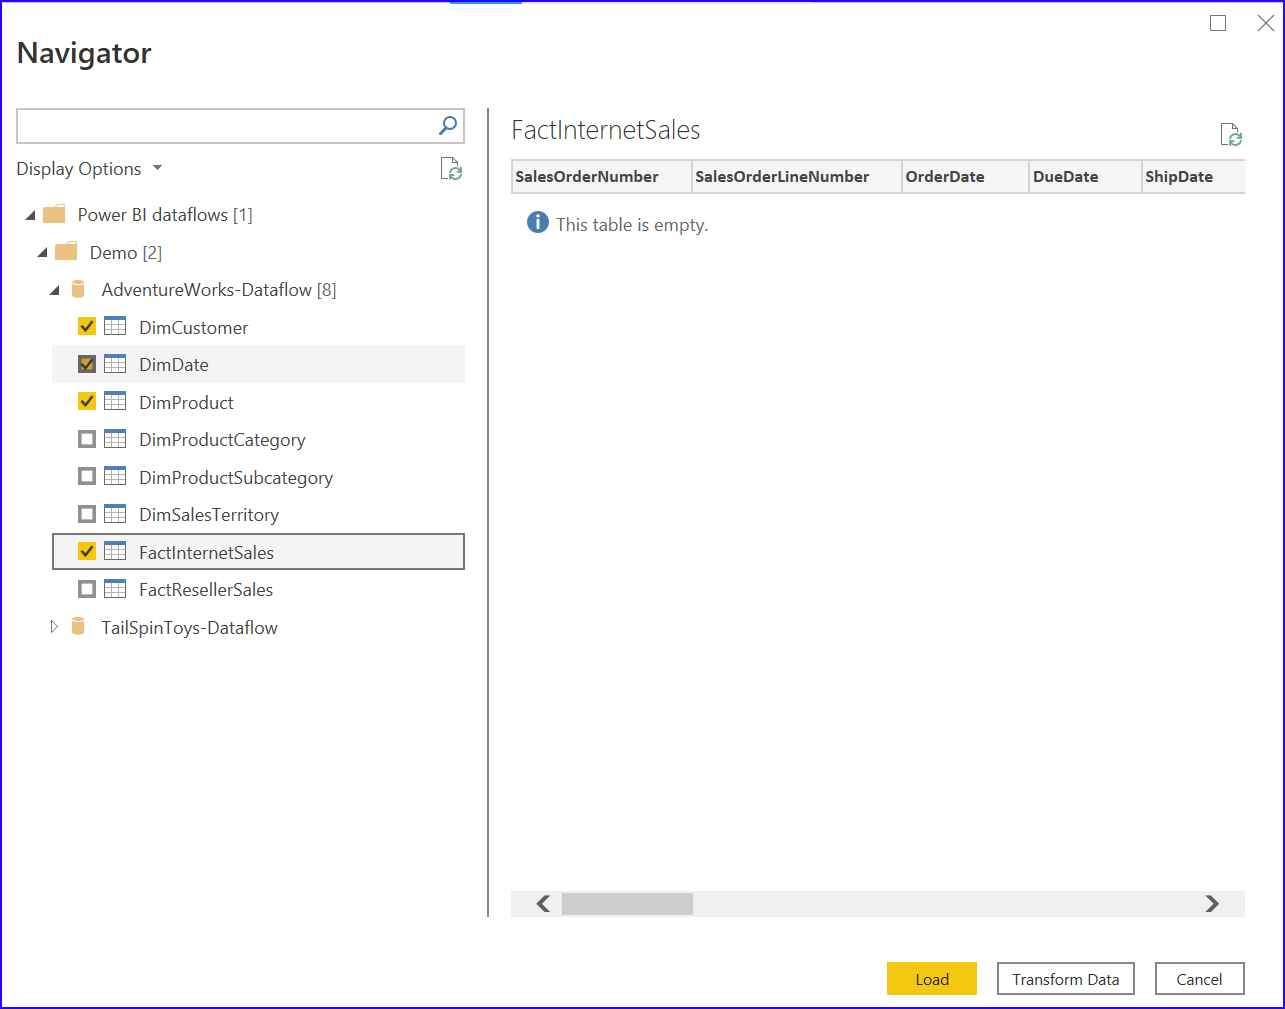 Navigator
Display Options
Power BI dataflows [1]
Demo [2]
AdventureWorks-Dataflow [8]
DimCustomer
DimDate
DimProduct
DimProductCategory
DimProductSubcategory
DimSalesTerritory
FactInternetSales
FactResellerSales
TailSpinToys-Dataflow
FactInternetSales
SalesOrderNumber SalesOrderLineNumber OrderDate DueDate ShipDate
This table is empty.
Load Transform Data Cancel